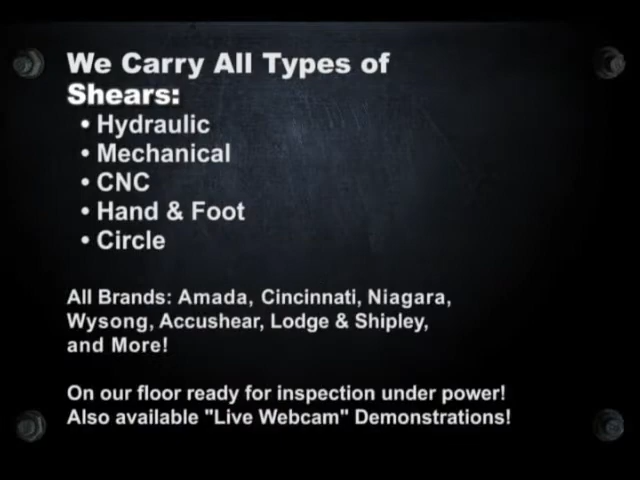 We Carry All Types of
Shears:
• Hydraulic
• Mechanical
• CNC
• Hand & Foot
• Circle
All Brands: Amada, Cincinnati, Niagara,
Wysong, Accushear, Lodge & Shipley,
and More!
On our floor ready for inspection under power!
Also available "Live Webcam" Demonstrations!